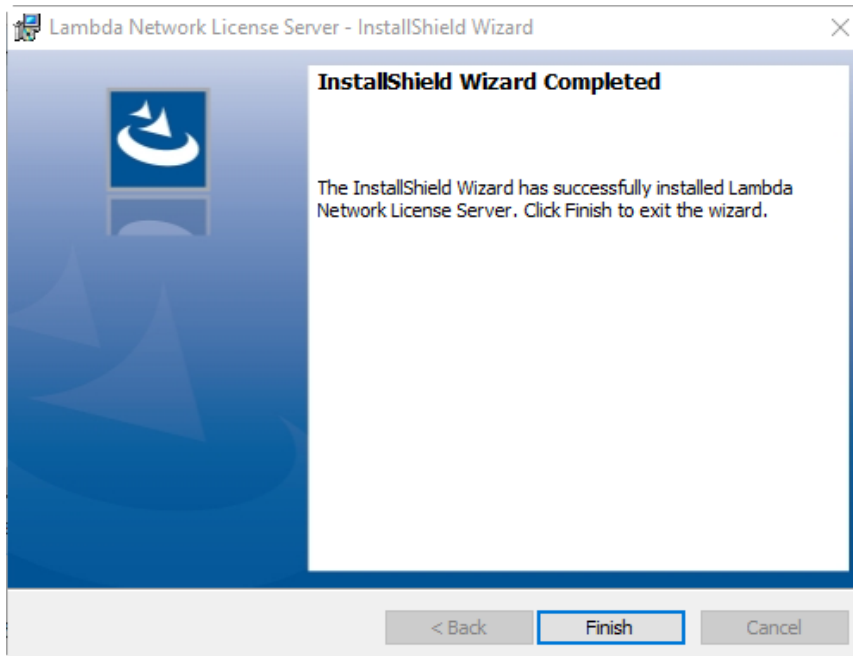 Lambda Network License Server - InstallShield Wizard
InstallShield Wizard Completed
The InstallShield Wizard has successfully installed Lambda
Network License Server. Click Finish to exit the wizard.
< Back
Finish
Cancel